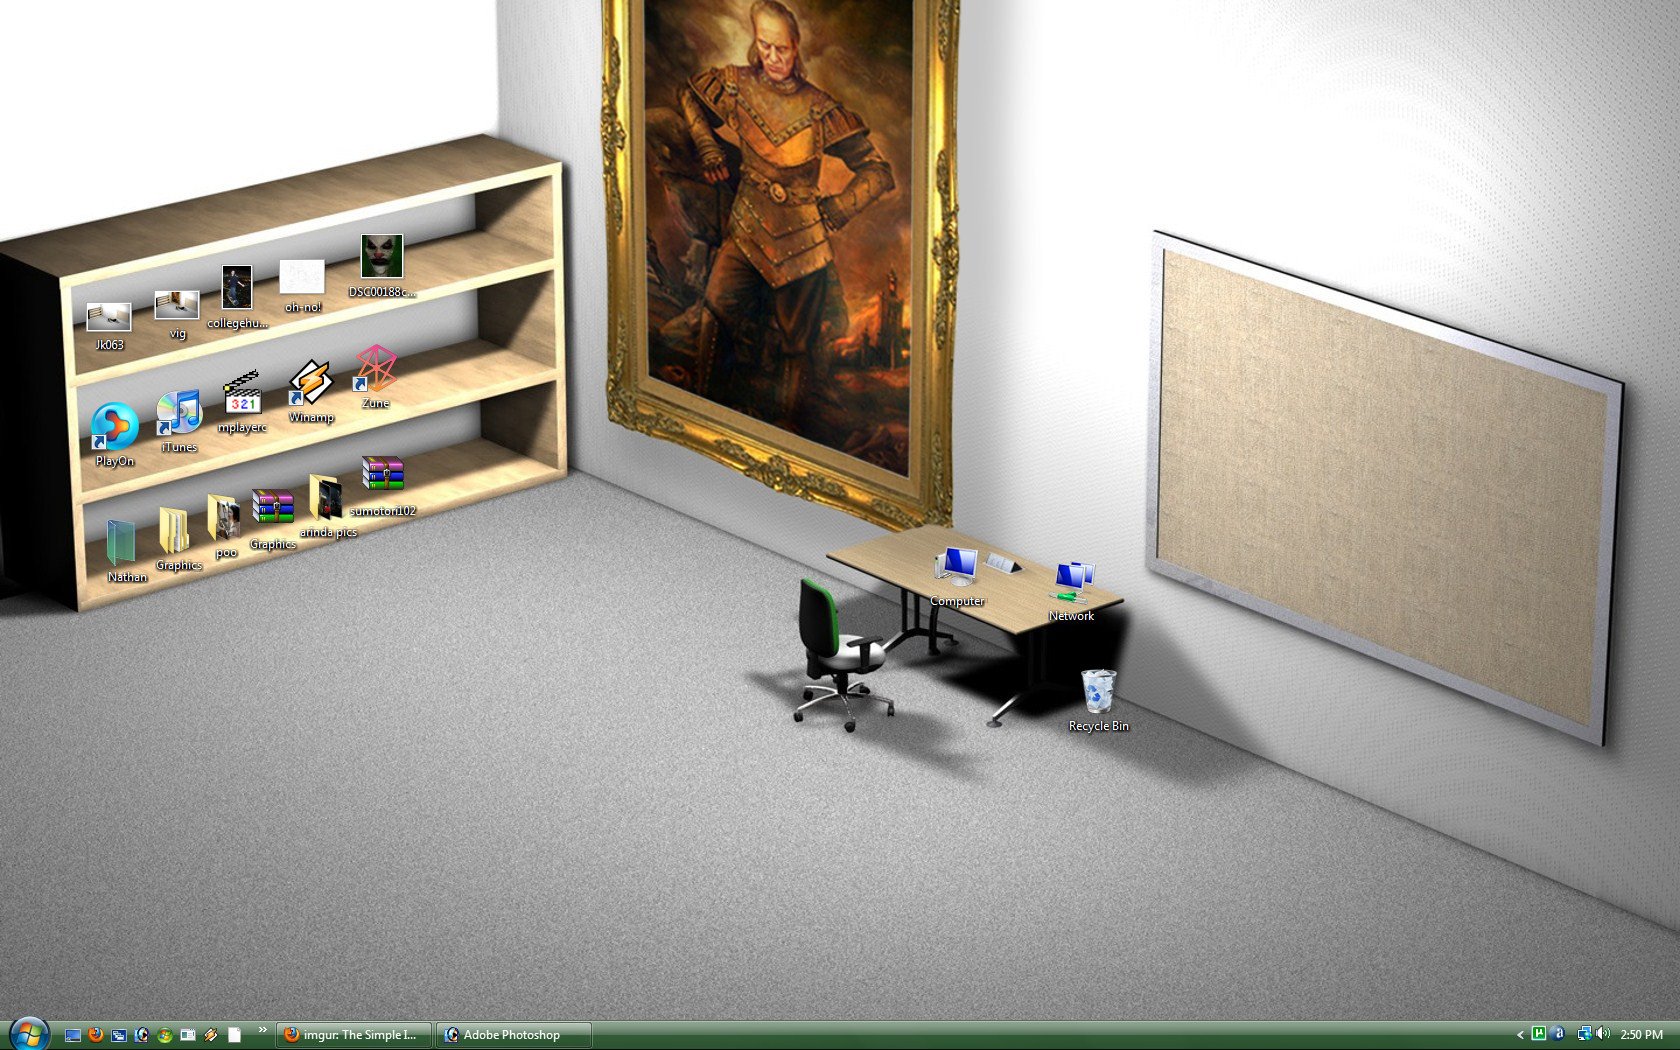 Jk063
vig
collegehu...
oh-no!
DSC00188c...
PlayOn
iTunes
321
mplayerc
Winamp
Zune
Nathan
Graphics
poo
Graphics
arinda pics
sumotori102
Computer
Network
Recycle Bin
imgur: The Simple I...
Adobe Photoshop
2:50 PM